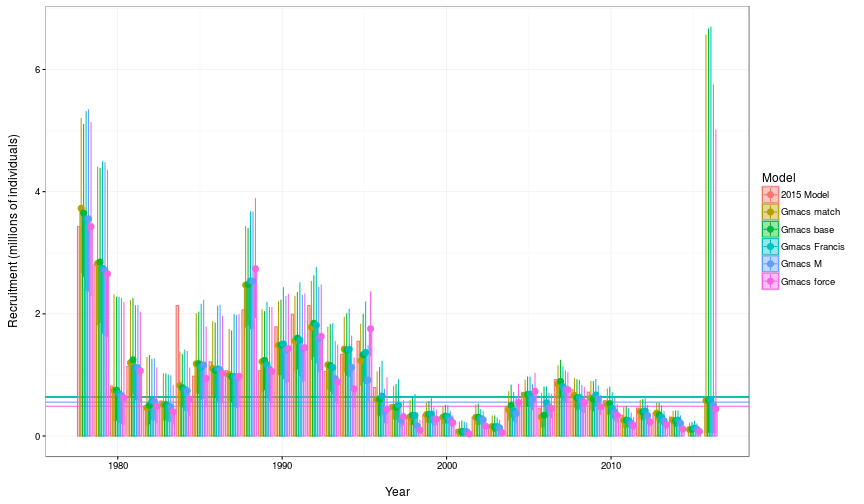 Recruitment (millions of individuals)
6
4
2
0
1980
1990
2000
2010
Year
Model
2015 Model
Gmacs match
Gmacs base
Gmacs Francis
Gmacs M
Gmacs force